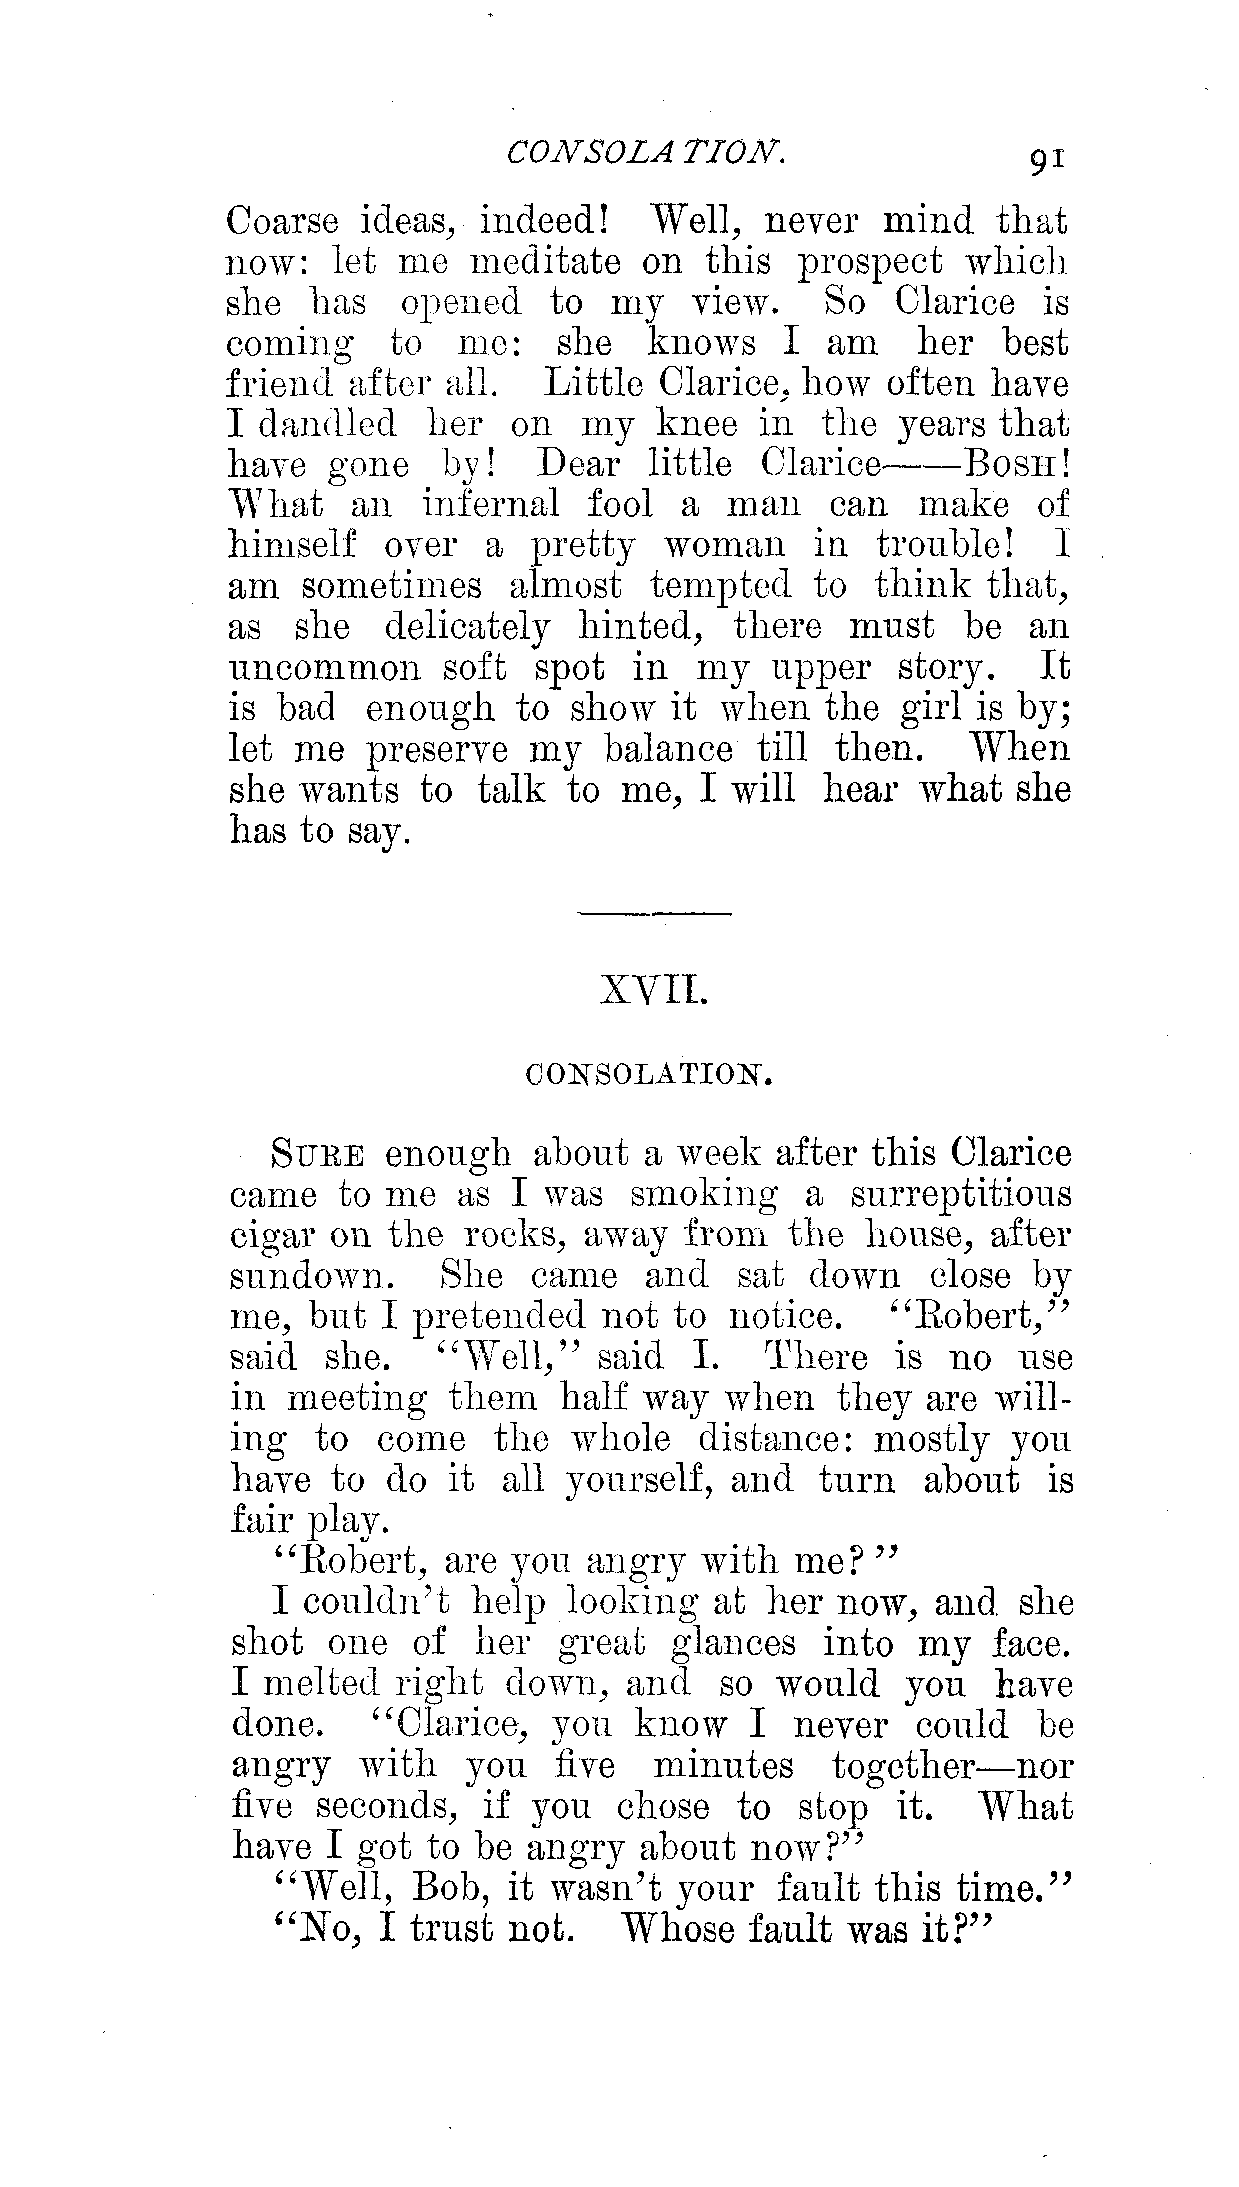 CONSOLATION. 91
Coarse ideas, indeed! Well, never mind that
now: let me meditate on this prospect which
she has opened to my view. So Clarice is
coming to me: she knows I am her best
friend after all. Little Clarice, how often have
I dandled her on my knee in the years that
have gone by! Dear little Clarice——BOSH!
What an infernal fool a man can make of
himself over a pretty woman in trouble! I
am sometimes almost tempted to think that,
as she delicately hinted, there must be an
uncommon soft spot in my upper story. It
is bad enough to show it when the girl is by;
let me preserve my balance till then. When
she wants to talk to me, I will hear what she
has to say.
XVII.
CONSOLATION.
SURE enough about a week after this Clarice
came to me as I was smoking a surreptitious
cigar on the rocks, away from the house, after
sundown. She came and sat down close by
me, but I pretended not to notice. “Robert,”
said she. “Well,” said I. There is no use
in meeting them half way when they are will-
ing to come the whole distance: mostly you
have to do it all yourself, and turn about is
fair play.
“Robert, are you angry with me?”
I couldn’t help looking at her now, and she
shot one of her great glances into my face.
I melted right down, and so would you have
done. “Clarice, you know I never could be
angry with you five minutes together—nor
five seconds, if you chose to stop it. What
have I got to be angry about now?”
“Well, Bob, it wasn’t your fault this time.”
“No, I trust not. Whose fault was it?”